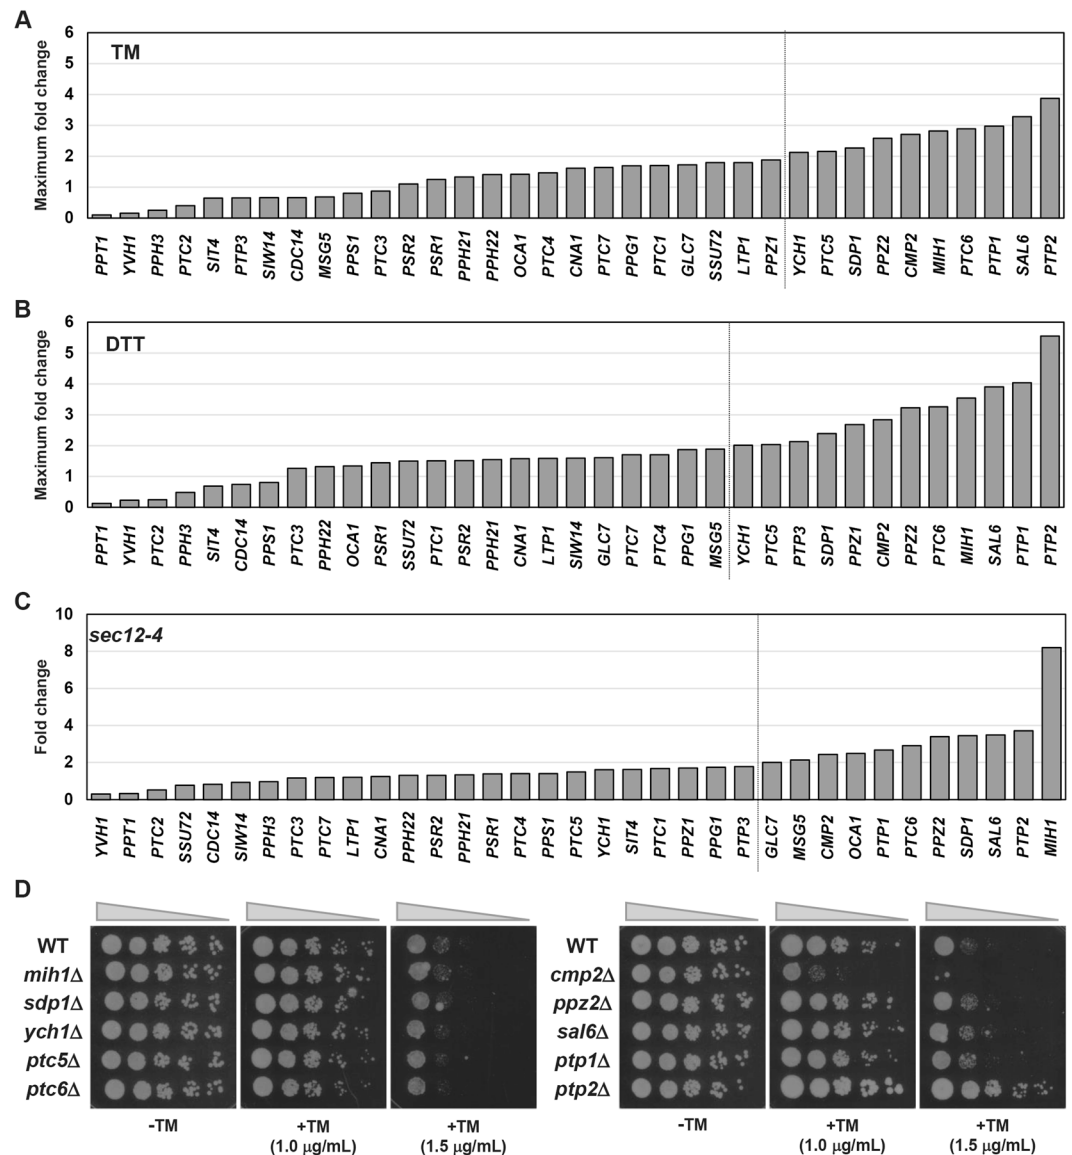 A
TM
Maximum fold change
6
5
4
3
2
1
0
PPT1 YVH1 PPH3 PTC2 SIT4 PTP3 SIW14 CDC14 MSG5 PPS1 PTC3 PSR2 PSR1 PPH21 PPH22 OCA1 PTC4 CNA1 PTC7 PPG1 PTC1 GLC7 SSU72 LTP1 PPZ1 YCH1 PTC5 SDP1 PPZ2 CMP2 MIH1 PTC6 PTP1 SAL6 PTP2
B
DTT
Maximum fold change
6
5
4
3
2
1
0
PPT1 YVH1 PTC2 PPH3 SIT4 CDC14 PPS1 PTC3 PPH22 OCA1 PSR1 SSU72 PTC1 PSR2 PPH21 CNA1 LTP1 SIW14 GLC7 PTC7 PTC4 PPG1 MSG5 YCH1 PTC5 PTP3 SDP1 PPZ1 CMP2 PPZ2 PTC6 MIH1 SAL6 PTP1 PTP2
C
sec12-4
Fold change
10
8
6
4
2
0
YVH1 PPT1 PTC2 SSU72 CDC14 SIW14 PPH3 PTC3 PTC7 LTP1 CNA1 PPH22 PSR2 PPH21 PSR1 PTC4 PPS1 PTC5 YCH1 SIT4 PTC1 PPZ1 PPG1 PTP3 GLC7 MSG5 CMP2 OCA1 PTP1 PTC6 PPZ2 SDP1 SAL6 PTP2 MIH1
D
WT
mih1Δ
sdp1Δ
ych1Δ
ptc5Δ
ptc6Δ
-TM
+TM
(1.0 μg/mL)
+TM
(1.5 μg/mL)
WT
cmp2Δ
ppz2Δ
sal6Δ
ptp1Δ
ptp2Δ
-TM
+TM
(1.0 μg/mL)
+TM
(1.5 μg/mL)